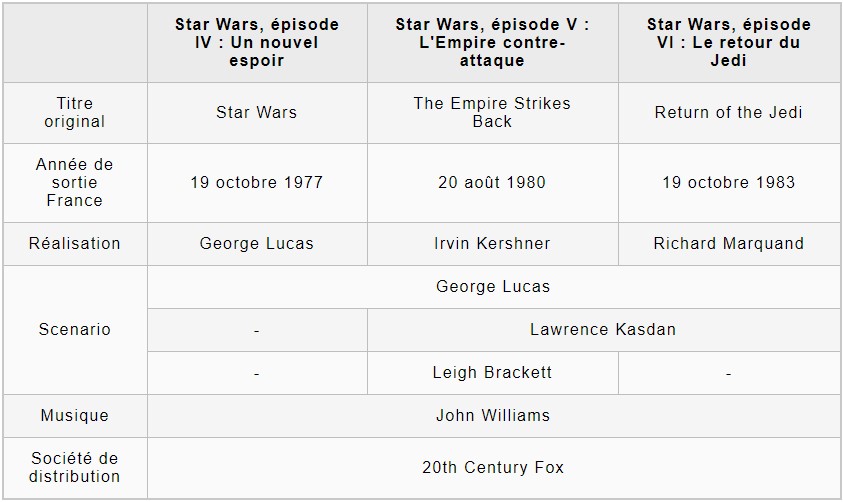 Star Wars, épisode IV : Un nouvel espoir
Star Wars, épisode V : L'Empire contre-attaque
Star Wars, épisode VI : Le retour du Jedi
Titre original
Star Wars
The Empire Strikes Back
Return of the Jedi
Année de sortie France
19 octobre 1977
20 août 1980
19 octobre 1983
Réalisation
George Lucas
Irvin Kershner
Richard Marquand
Scenario
George Lucas
-
Lawrence Kasdan
-
Leigh Brackett
-
Musique
John Williams
Société de distribution
20th Century Fox